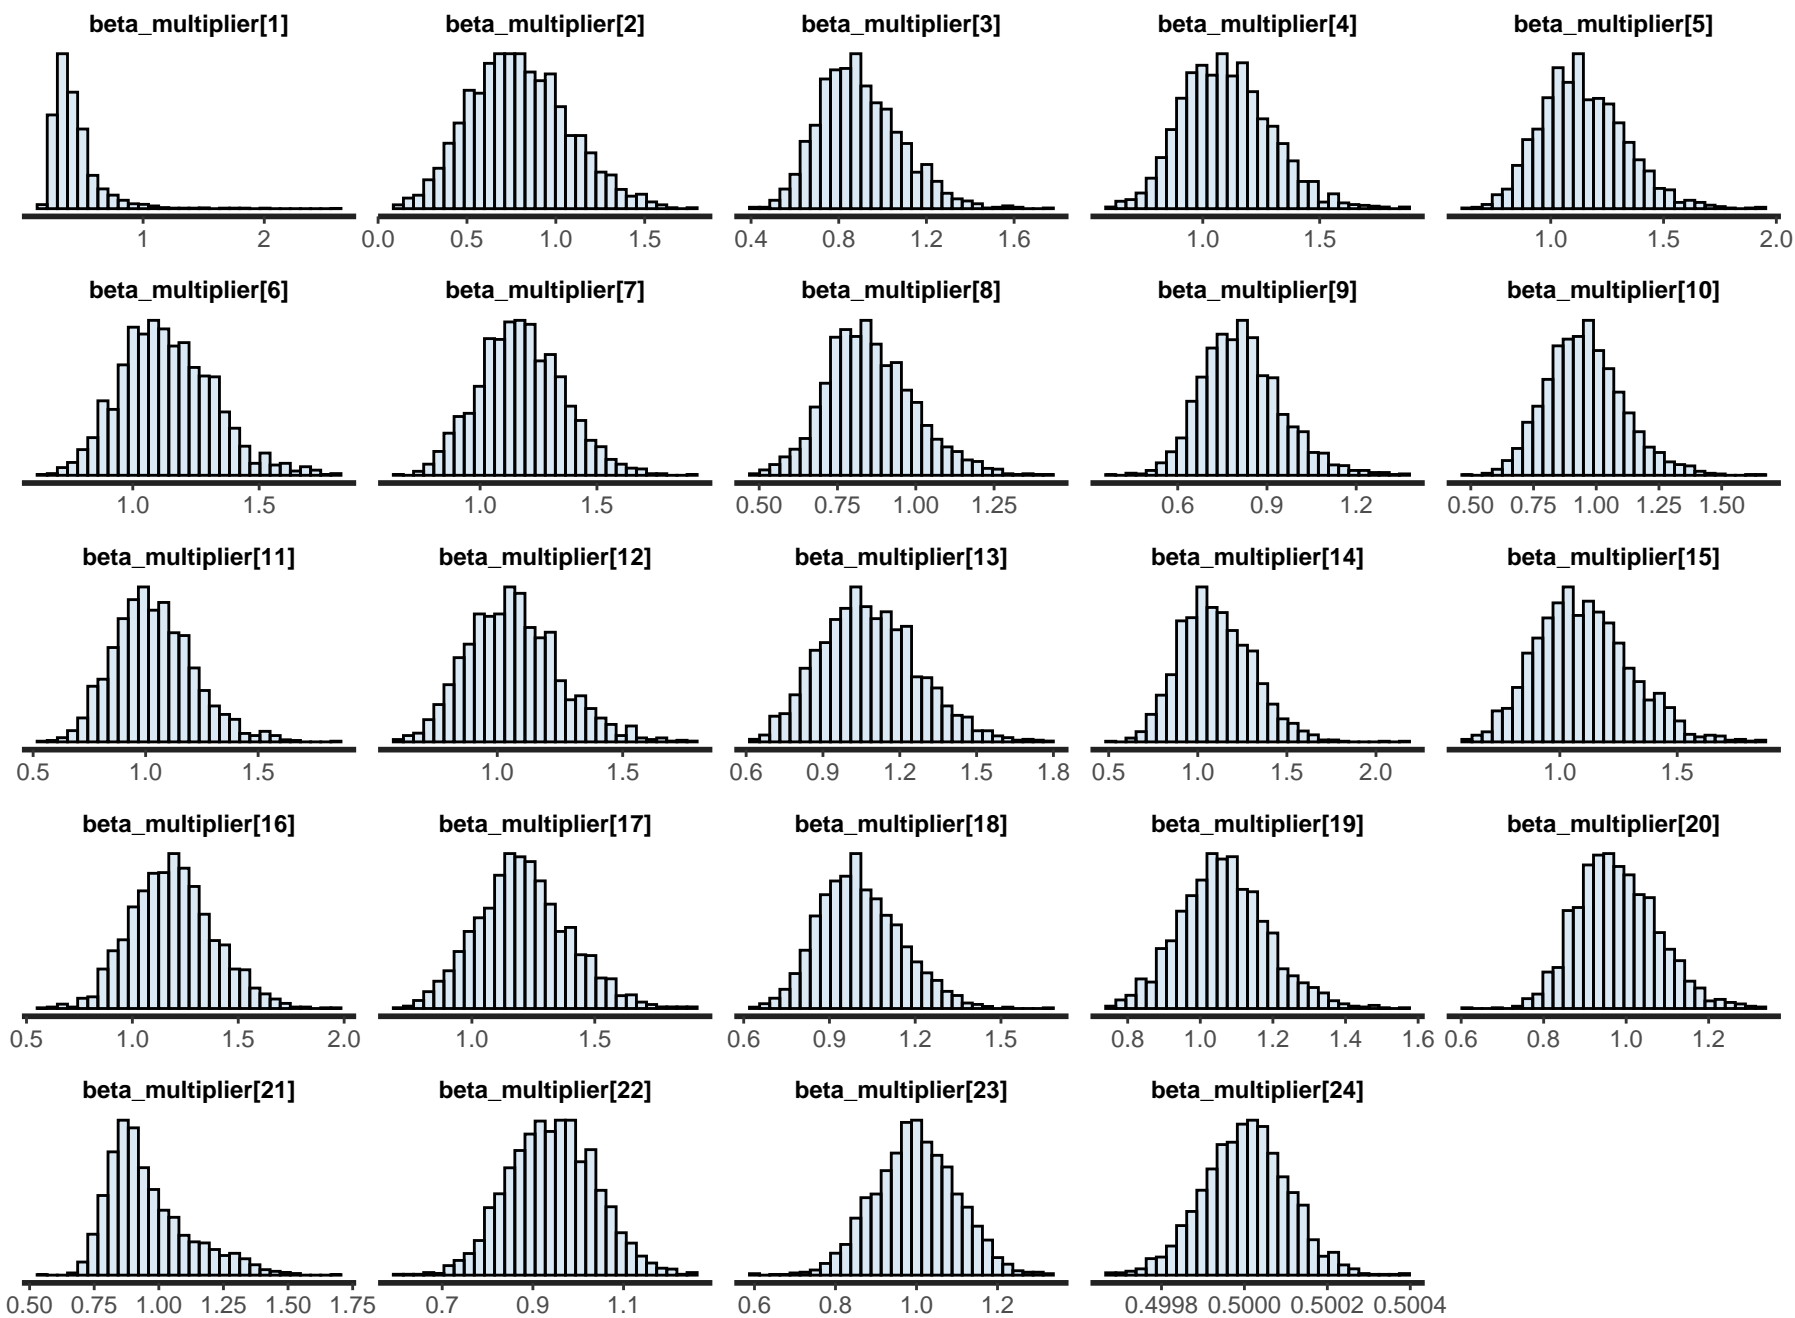 beta_multiplier[1] beta_multiplier[2] beta_multiplier[3] beta_multiplier[4] beta_multiplier[5]
1 2 0.0 0.5 1.0 1.5 0.4 0.8 1.2 1.6 1.0 1.5 1.0 1.5 2.0
beta_multiplier[6] beta_multiplier[7] beta_multiplier[8] beta_multiplier[9] beta_multiplier[10]
1.0 1.5 1.0 1.5 0.50 0.75 1.00 1.25 0.6 0.9 1.2 0.50 0.75 1.00 1.25 1.50
beta_multiplier[11] beta_multiplier[12] beta_multiplier[13] beta_multiplier[14] beta_multiplier[15]
0.5 1.0 1.5 1.0 1.5 0.6 0.9 1.2 1.5 1.8 0.5 1.0 1.5 2.0 1.0 1.5
beta_multiplier[16] beta_multiplier[17] beta_multiplier[18] beta_multiplier[19] beta_multiplier[20]
0.5 1.0 1.5 2.0 1.0 1.5 0.6 0.9 1.2 1.5 0.8 1.0 1.2 1.4 1.6 0.6 0.8 1.0 1.2
beta_multiplier[21] beta_multiplier[22] beta_multiplier[23] beta_multiplier[24]
0.50 0.75 1.00 1.25 1.50 1.75 0.7 0.9 1.1 0.6 0.8 1.0 1.2 0.4998 0.5000 0.5002 0.5004